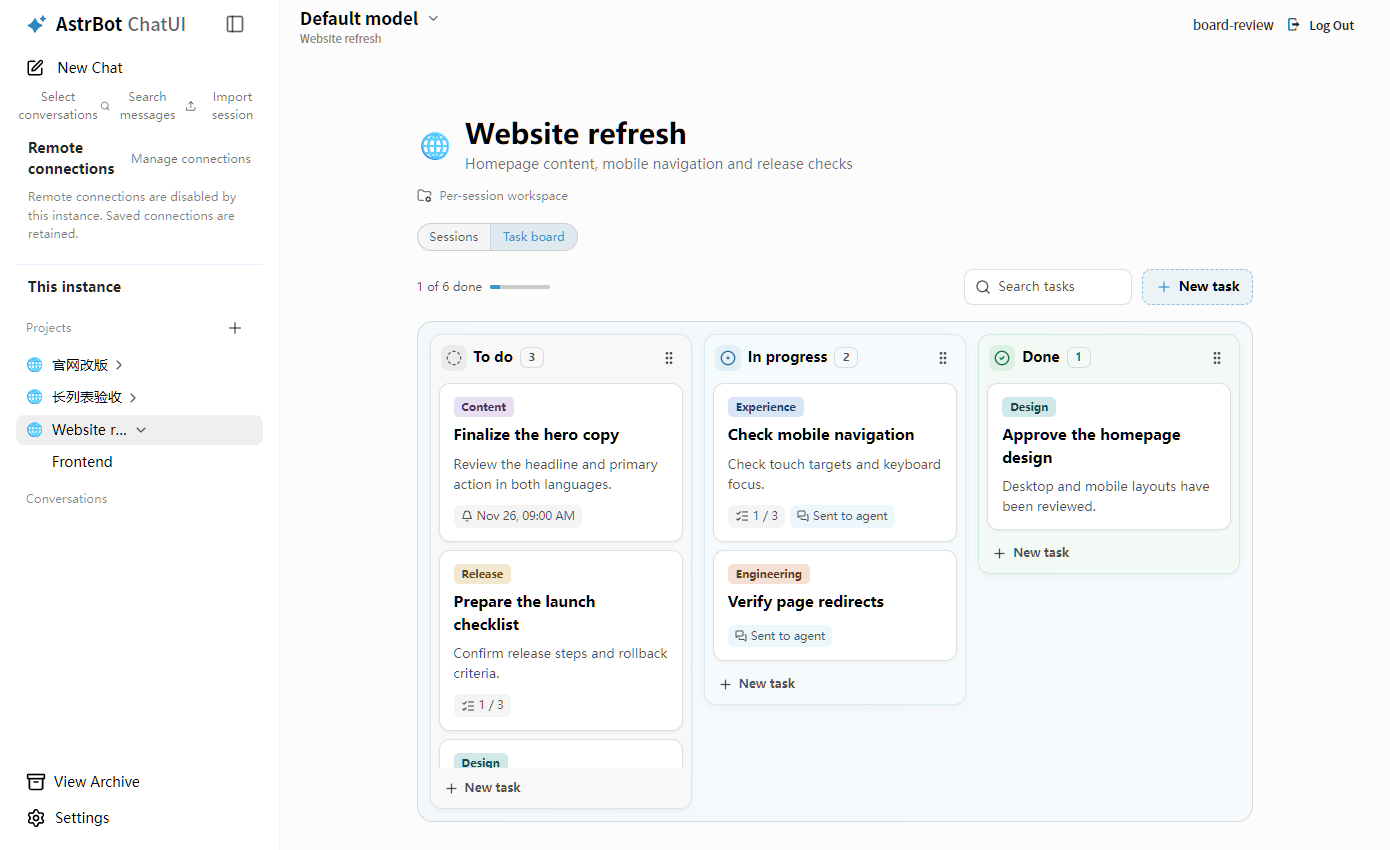 AstrBot ChatUI
New Chat
Select conversations
Search messages
Import session
Remote connections
Manage connections
Remote connections are disabled by
this instance. Saved connections are
retained.
This instance
Projects
官网改版
长列表验收
Website r...
Frontend
Conversations
View Archive
Settings
Default model
Website refresh
board-review
Log Out
Website refresh
Homepage content, mobile navigation and release checks
Per-session workspace
Sessions
Task board
1 of 6 done
Search tasks
New task
To do 3
Content
Finalize the hero copy
Review the headline and primary
action in both languages.
Nov 26, 09:00 AM
Release
Prepare the launch
checklist
Confirm release steps and rollback
criteria.
1 / 3
Design
New task
In progress 2
Experience
Check mobile navigation
Check touch targets and keyboard
focus.
1 / 3
Sent to agent
Engineering
Verify page redirects
Sent to agent
New task
Done 1
Design
Approve the homepage
design
Desktop and mobile layouts have
been reviewed.
New task